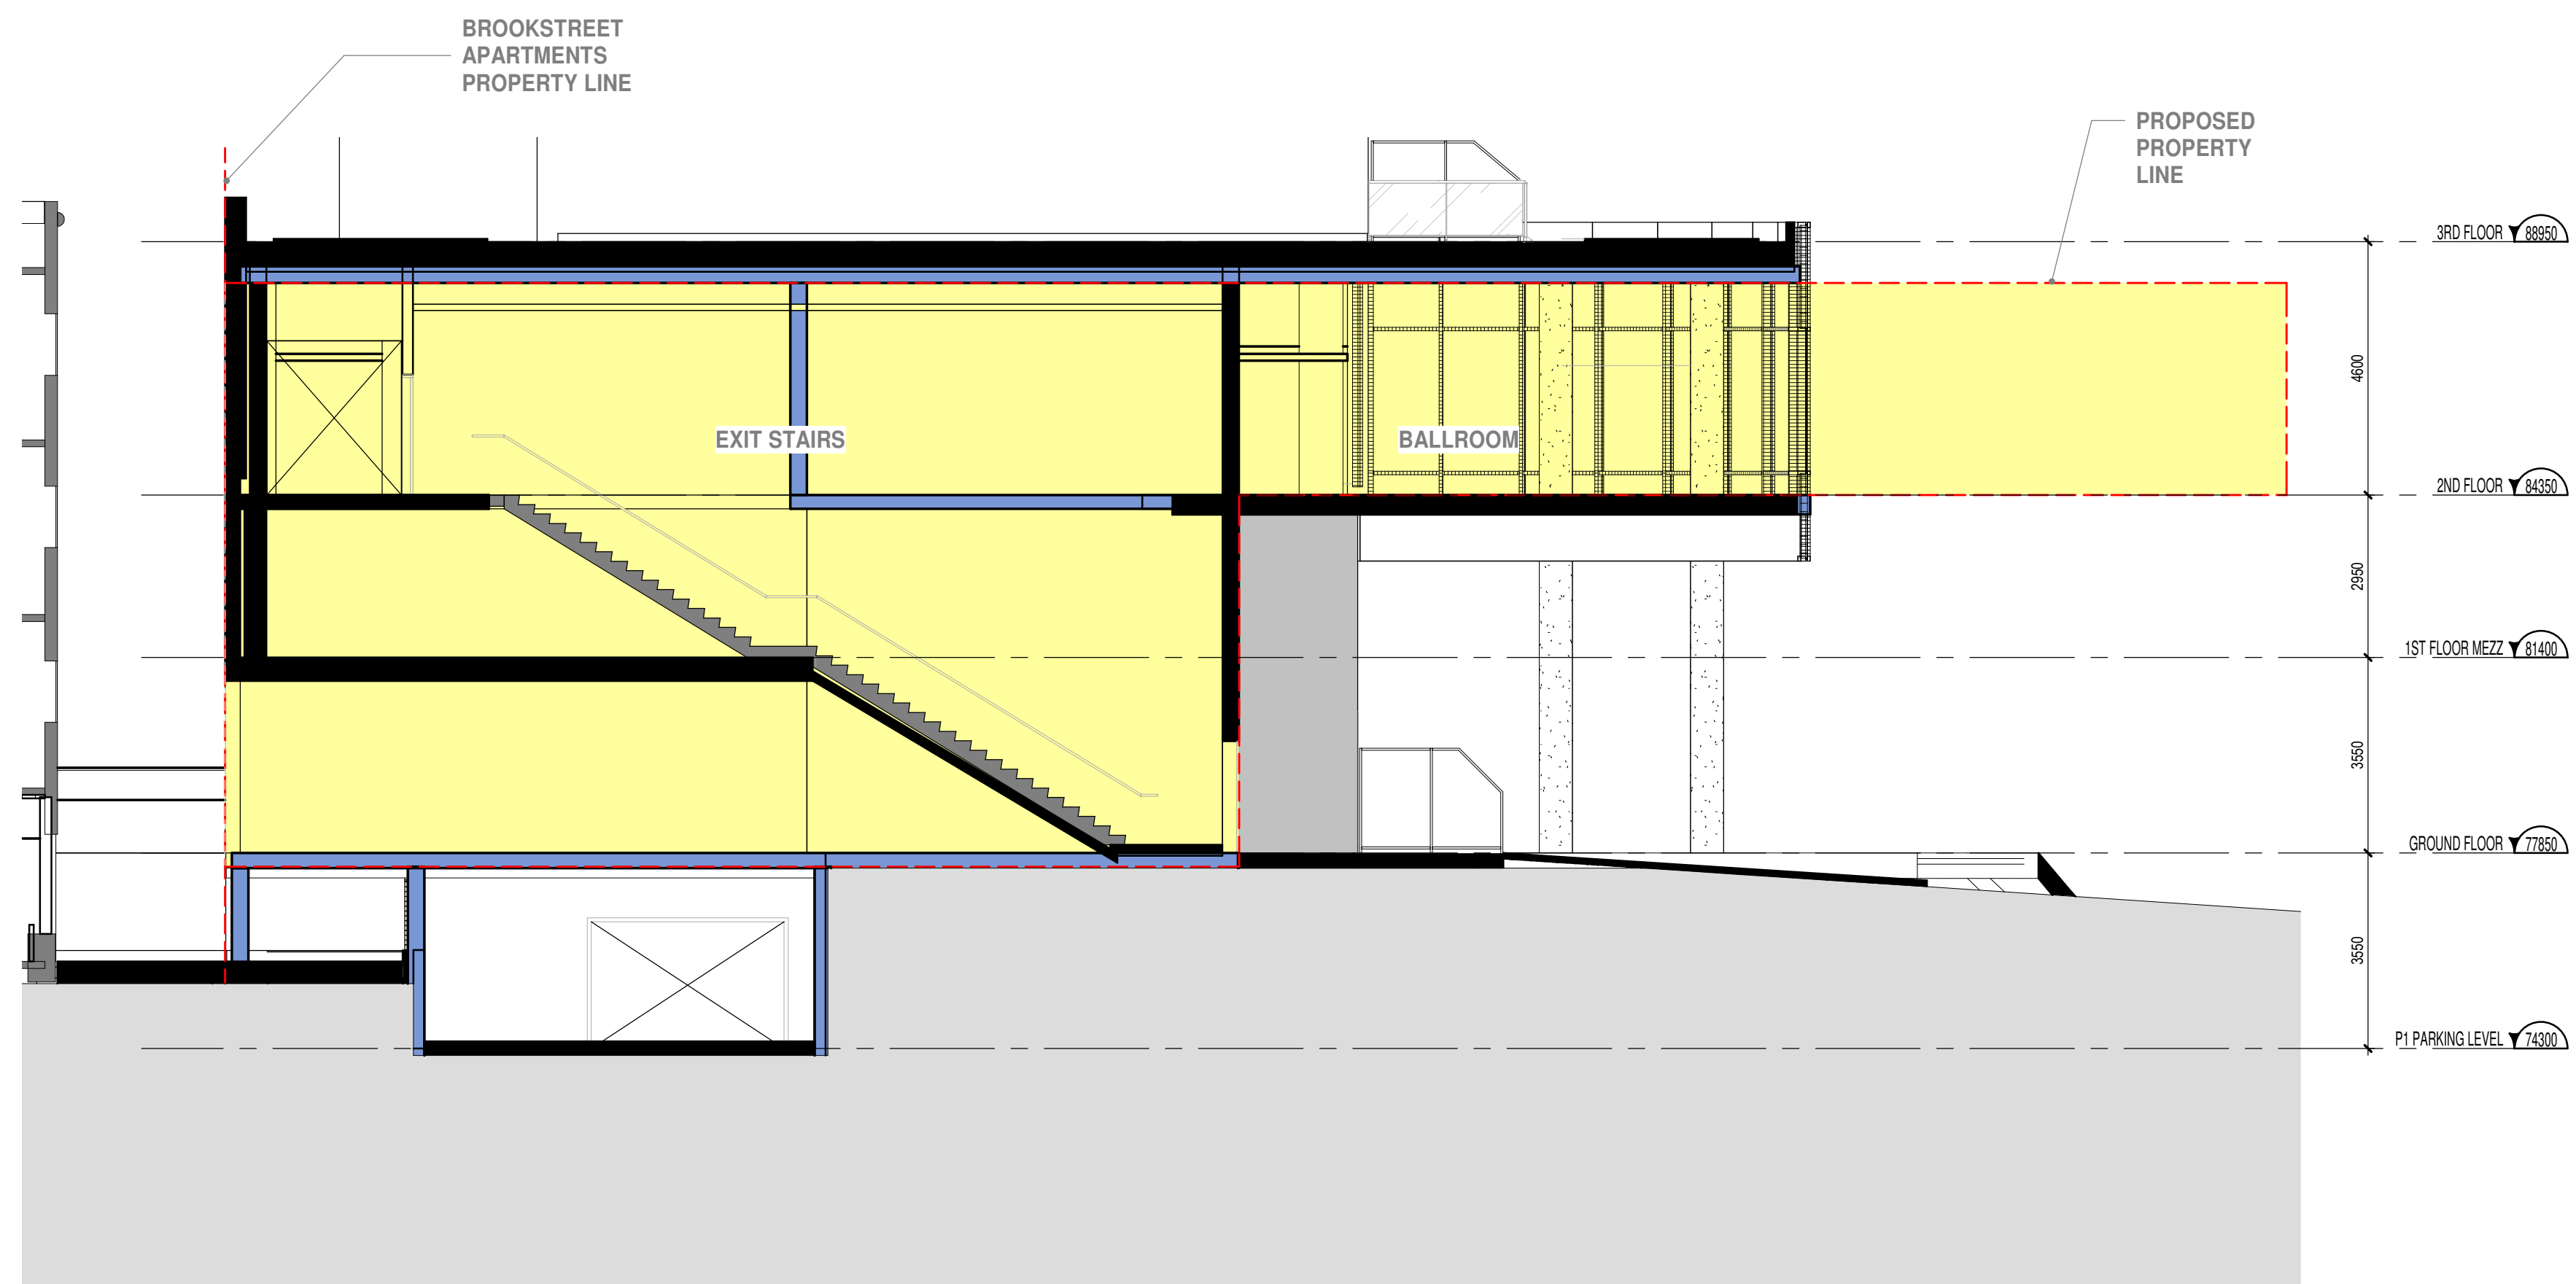 BROOKSTREET
APARTMENTS
PROPERTY LINE
PROPOSED
PROPERTY
LINE
3RD FLOOR 88950
4600
EXIT STAIRS
BALLROOM
2ND FLOOR 84350
2950
1ST FLOOR MEZZ 81400
3550
GROUND FLOOR 77850
3550
P1 PARKING LEVEL 74300